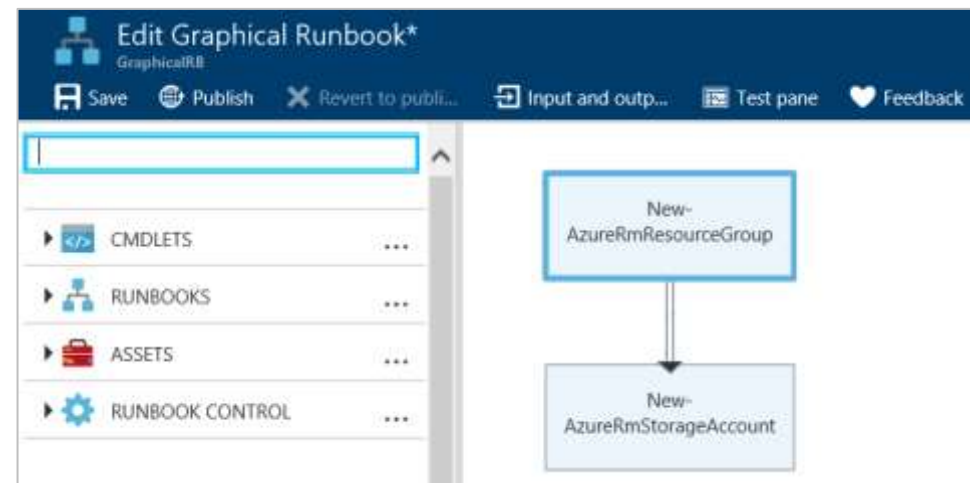 Edit Graphical Runbook*
GraphicalRB
Save Publish Revert to publi... Input and outp... Test pane Feedback
CMDLETS ...
RUNBOOKS ...
ASSETS ...
RUNBOOK CONTROL ...
New-
AzureRmResourceGroup
New-
AzureRmStorageAccount